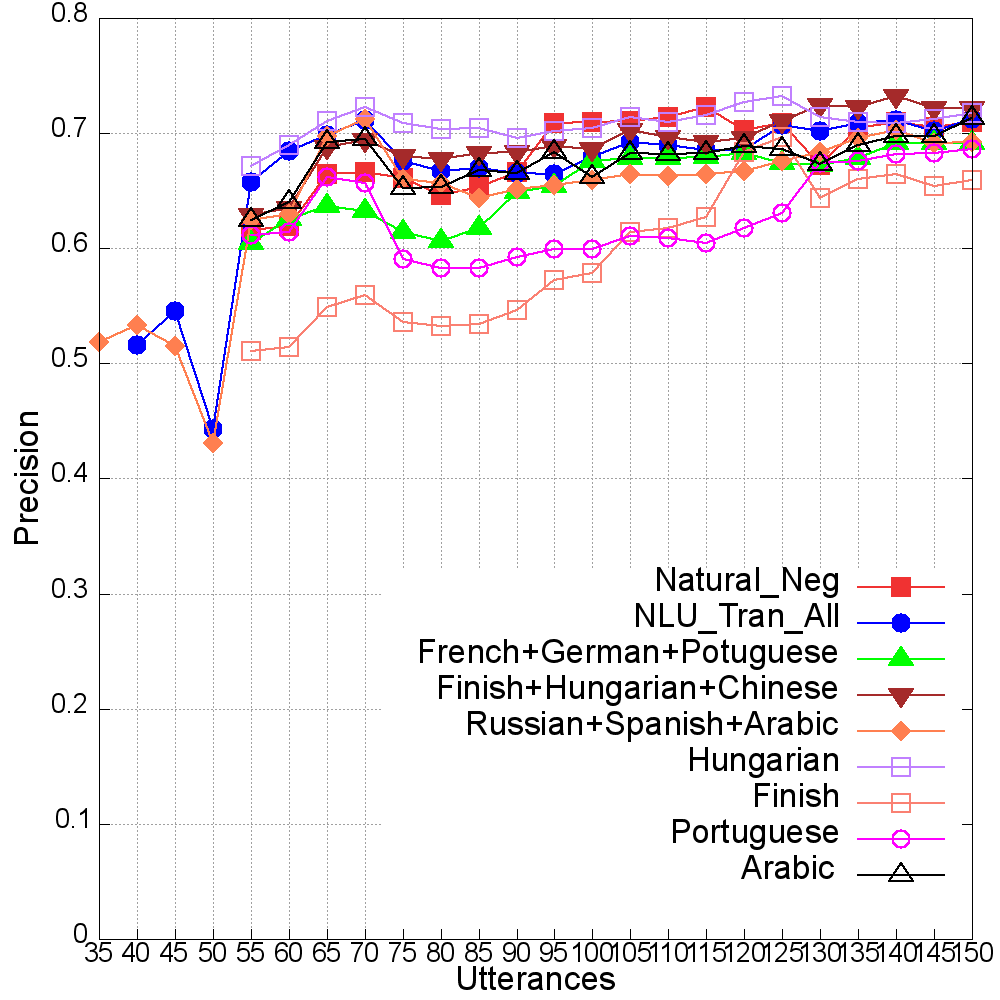 0.8
0.7
0.6
0.5
0.4
0.3
0.2
0.1
0
Precision
Natural_Neg
NLU_Tran_All
French+German+Potuguese
Finish+Hungarian+Chinese
Russian+Spanish+Arabic
Hungarian
Finish
Portuguese
Arabic
35 40 45 50 55 60 65 70 75 80 85 90 95 100 105 110 115 120 125 130 135 140 145 150
Utterances